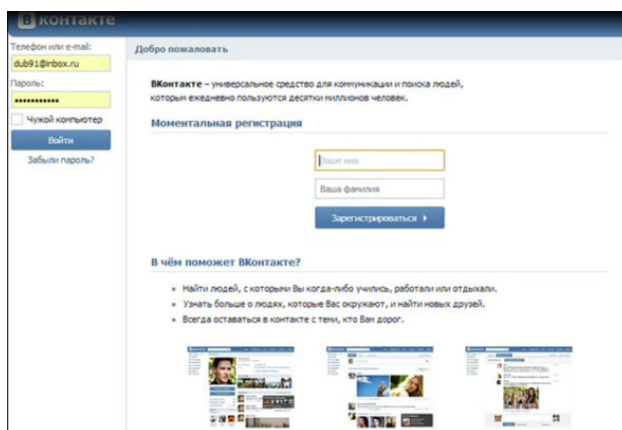 В контакте
Телефон или e-mail:
dub91@inbox.ru
Пароль:
•••••••••••
Чужой компьютер
Войти
Забыли пароль?
Добро пожаловать
ВКонтакте – универсальное средство для коммуникации и поиска людей,
которым ежедневно пользуются десятки миллионов человек.
Моментальная регистрация
Ваше имя
Ваша фамилия
Зарегистрироваться
В чём поможет ВКонтакте?
Найти людей, с которыми Вы когда-либо учились, работали или отдыхали.
Узнать больше о людях, которые Вас окружают, и найти новых друзей.
Всегда оставаться в контакте с теми, кто Вам дорог.